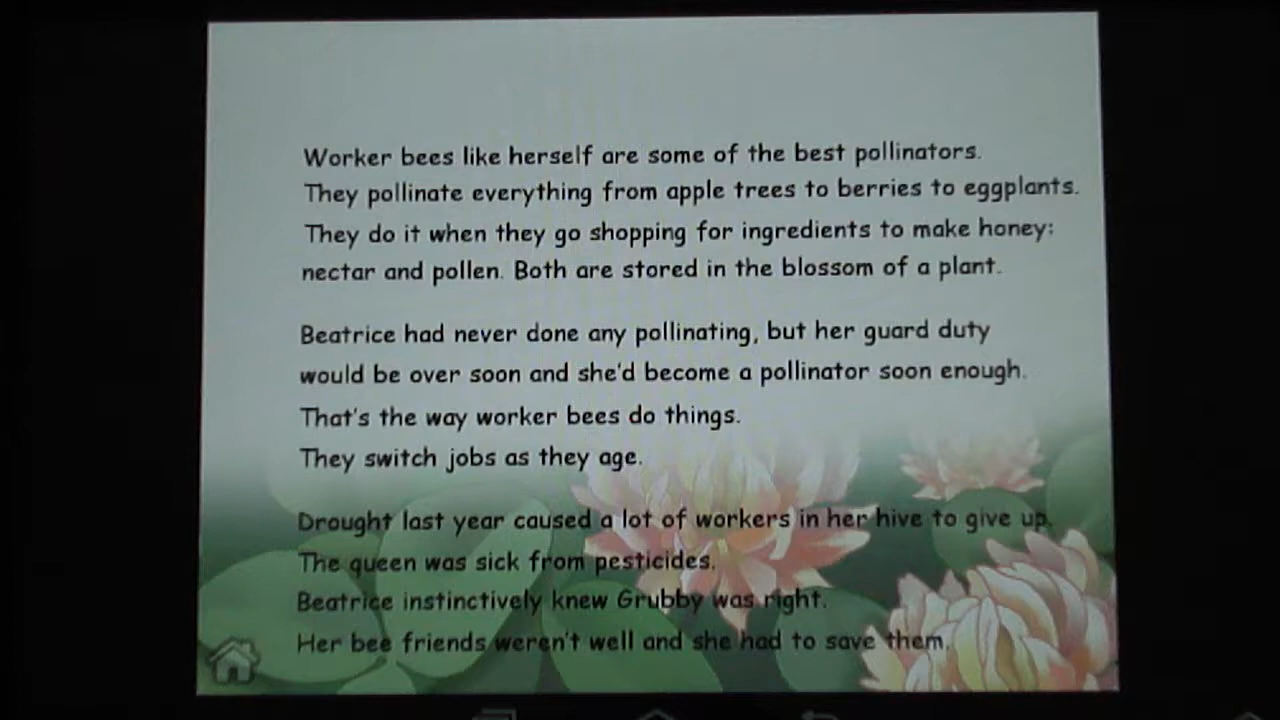 Worker bees like herself are some of the best pollinators.
They pollinate everything from apple trees to berries to eggplants.
They do it when they go shopping for ingredients to make honey:
nectar and pollen. Both are stored in the blossom of a plant.
Beatrice had never done any pollinating, but her guard duty
would be over soon and she'd become a pollinator soon enough.
That's the way worker bees do things.
They switch jobs as they age.
Drought last year caused a lot of workers in her hive to give up.
The queen was sick from pesticides.
Beatrice instinctively knew Grubby was right.
Her bee friends weren't well and she had to save them.